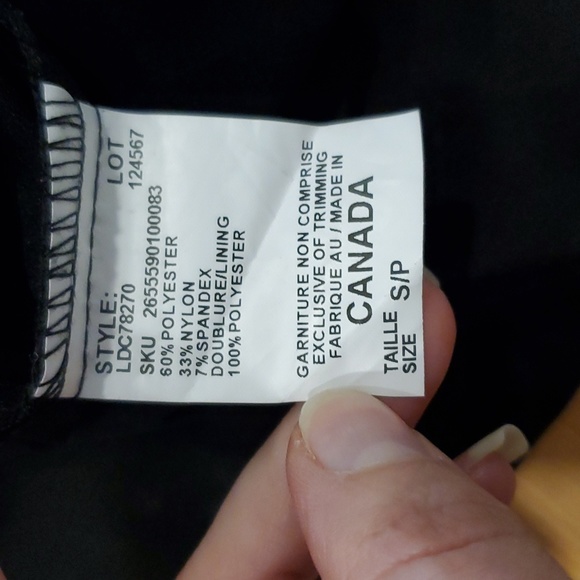 STYLE:
LDC78270
LOT
124567
SKU 2655590100083
60%POLYESTER
33%NYLON
7%SPANDEX
DOUBLURE/LINING
100%POLYESTER
GARNITURE NON COMPRISE
EXCLUSIVE OF TRIMMING
FABRIQUE AU / MADE IN
CANADA
TAILLE
SIZE S/P